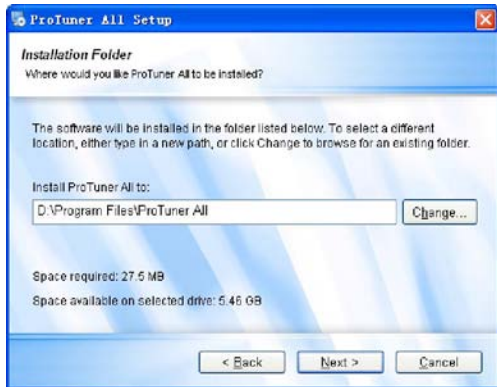 ProTuner All Setup
Installation Folder
Where would you like ProTuner All to be installed?
The software will be installed in the folder listed below. To select a different
location, either type in a new path, or click Change to browse for an existing folder.
Install ProTuner All to:
D:\Program Files\ProTuner All
Change...
Space required: 27.5 MB
Space available on selected drive: 5.46 GB
< Back
Next >
Cancel